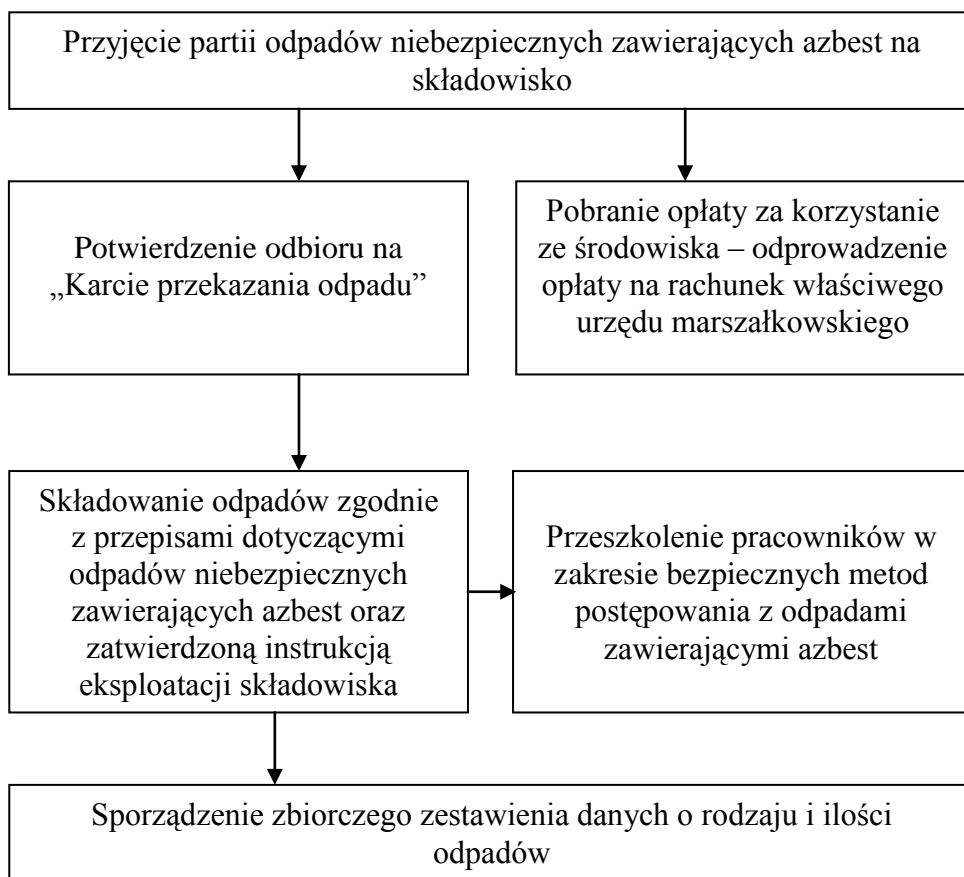 Przyjęcie partii odpadów niebezpiecznych zawierających azbest na
składowisko
Potwierdzenie odbioru na
„Karcie przekazania odpadu”
Pobranie opłaty za korzystanie
ze środowiska – odprowadzenie
opłaty na rachunek właściwego
urzędu marszałkowskiego
Składowanie odpadów zgodnie
z przepisami dotyczącymi
odpadów niebezpiecznych
zawierających azbest oraz
zatwierdzoną instrukcją
eksploatacji składowiska
Przeszkolenie pracowników w
zakresie bezpiecznych metod
postępowania z odpadami
zawierającymi azbest
Sporządzenie zbiorczego zestawienia danych o rodzaju i ilości
odpadów